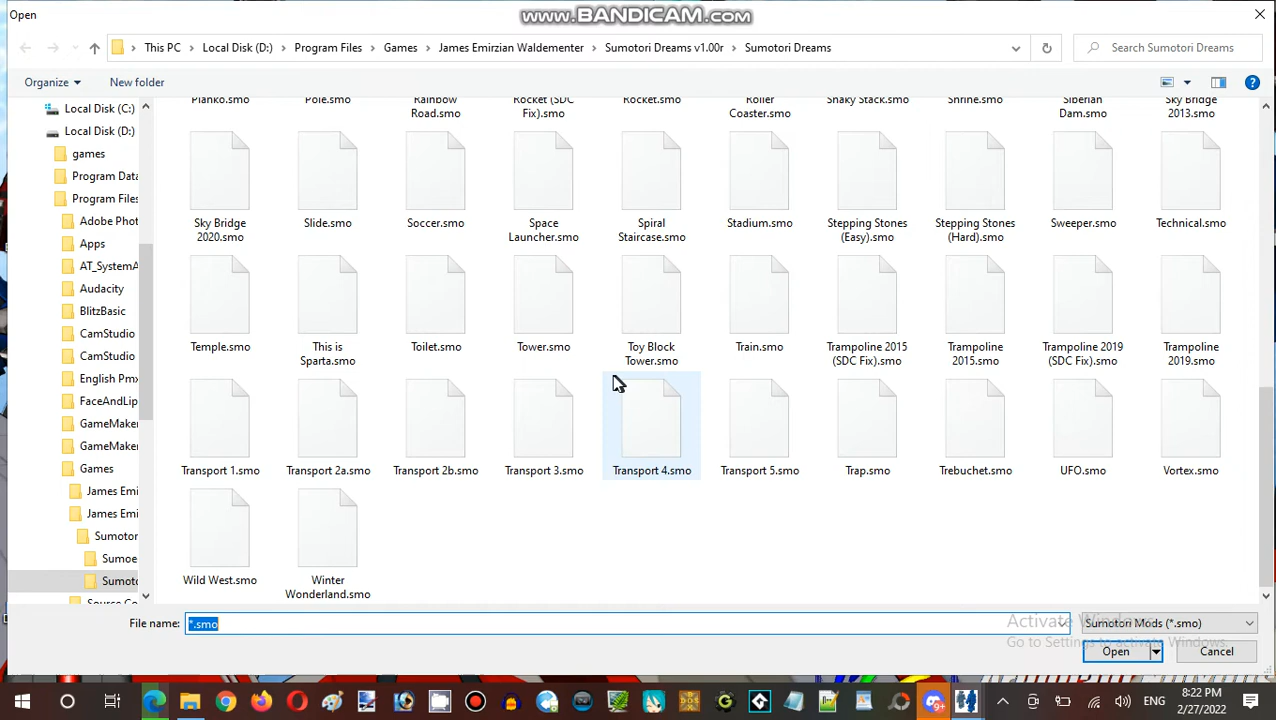 Open
www.BANDICAM.com
This PC > Local Disk (D:) > Program Files > Games > James Emirzian Waldementer > Sumotori Dreams v1.00r > Sumotori Dreams
Search Sumotori Dreams
Organize
New folder
Local Disk (C:)
Local Disk (D:)
games
Program Data
Program Files
Adobe Phot
Apps
AT_SystemA
Audacity
BlitzBasic
CamStudio
CamStudio
English Pmx
FaceAndLip
GameMaker
GameMaker
Games
James Emi
James Emi
Sumotor
Sumoe
Sumoto
Source Co
Planko.smo
Pole.smo
Rainbow
Road.smo
Rocket (SDC
Fix).smo
Rocket.smo
Roller
Coaster.smo
Shaky Stack.smo
Shrine.smo
Siberian
Dam.smo
Sky Bridge
2013.smo
Sky Bridge
2020.smo
Slide.smo
Soccer.smo
Space
Launcher.smo
Spiral
Staircase.smo
Stadium.smo
Stepping Stones
(Easy).smo
Stepping Stones
(Hard).smo
Sweeper.smo
Technical.smo
Temple.smo
This is
Sparta.smo
Toilet.smo
Tower.smo
Toy Block
Tower.smo
Train.smo
Trampoline 2015
(SDC Fix).smo
Trampoline
2015.smo
Trampoline 2019
(SDC Fix).smo
Trampoline
2019.smo
Transport 1.smo
Transport 2a.smo
Transport 2b.smo
Transport 3.smo
Transport 4.smo
Transport 5.smo
Trap.smo
Trebuchet.smo
UFO.smo
Vortex.smo
Wild West.smo
Winter
Wonderland.smo
File name:
*.smo
Sumotori Mods (*.smo)
Activate Windows
Go to Settings to activate Windows.
Open
Cancel
ENG
8:22 PM
2/27/2022